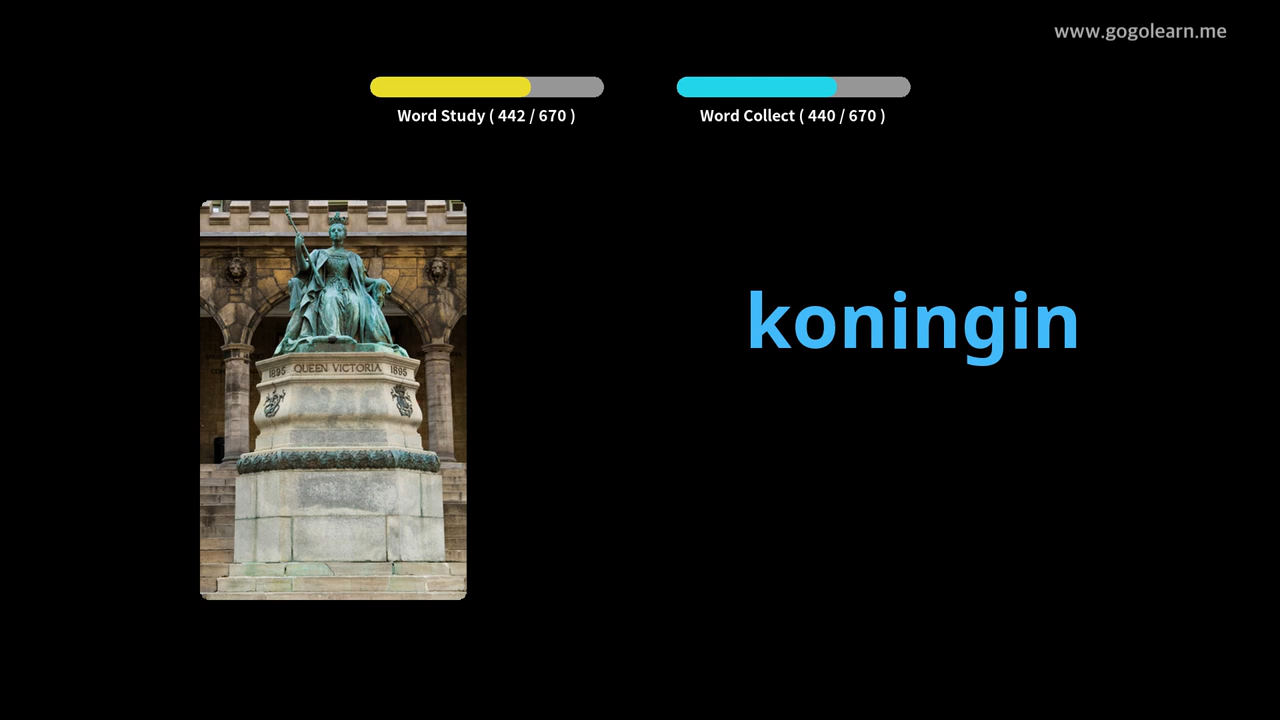 www.gogolearn.me
Word Study ( 442 / 670 )
Word Collect ( 440 / 670 )
koningin
1895 QUEEN VICTORIA 1895